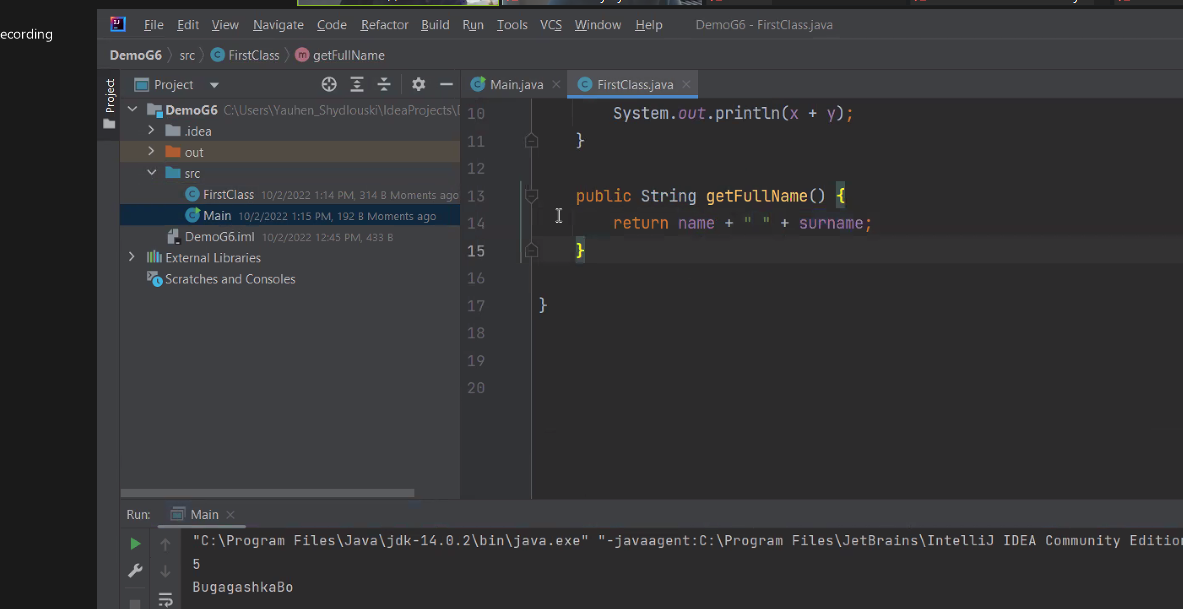 ecording
File Edit View Navigate Code Refactor Build Run Tools VCS Window Help DemoG6 - FirstClass.java
DemoG6 src FirstClass getFullName
Project
Project
DemoG6 C:\Users\Yauhen_Shydlouski\IdeaProjects\
.idea
out
src
FirstClass 10/2/2022 1:14 PM, 314 B Moments ago
Main 10/2/2022 1:15 PM, 192 B Moments ago
DemoG6.iml 10/2/2022 12:45 PM, 433 B
External Libraries
Scratches and Consoles
Main.java FirstClass.java
10 System.out.println(x + y);
11 }
12
13 public String getFullName() {
14 return name + " " + surname;
15 }
16
17 }
18
19
20
Run: Main
"C:\Program Files\Java\jdk-14.0.2\bin\java.exe" "-javaagent:C:\Program Files\JetBrains\IntelliJ IDEA Community Edition
5
BugagashkaBo